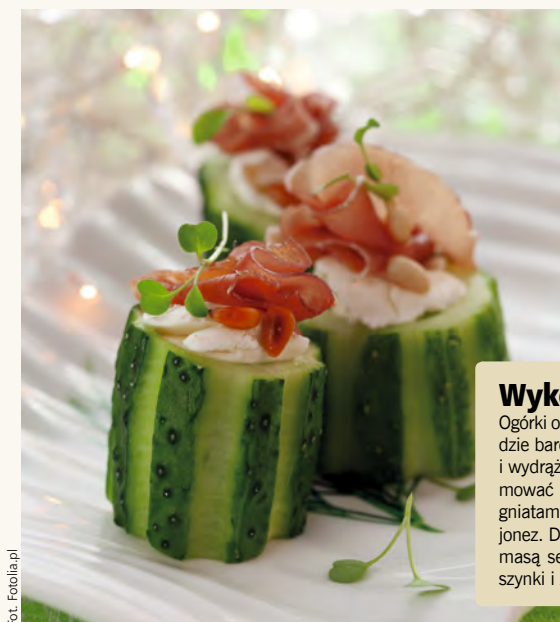 Wyk
Ogórki o
dzie bar
i wydrąż
mować
gniatam
jonez. D
masą se
szynki i
Fot. Fotolia.pl